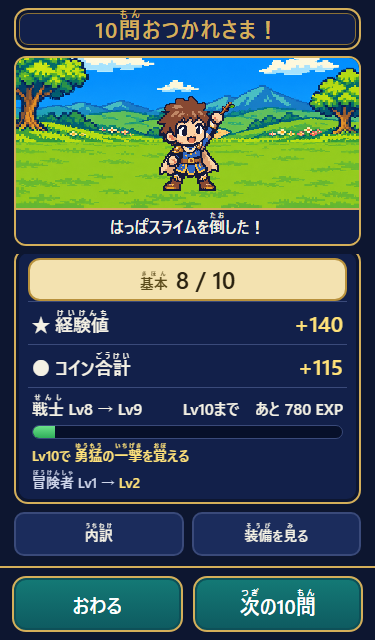 10問おつかれさま！
はっぱスライムを倒した！
基本 8 / 10
★ 経験値 +140
● コイン合計 +115
戦士 Lv8 → Lv9 Lv10まで あと 780 EXP
Lv10で 勇猛の一撃を覚える
冒険者 Lv1 → Lv2
内訳 装備を見る
おわる 次の10問